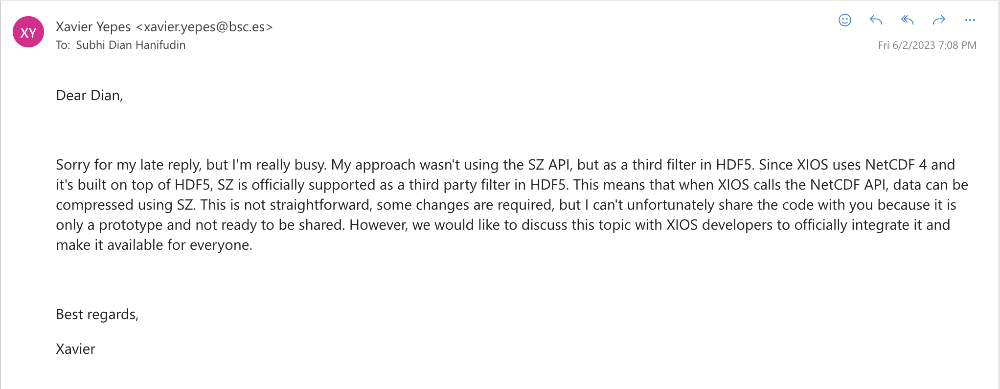 XY
Xavier Yepes <xavier.yepes@bsc.es>
To: Subhi Dian Hanifudin
Fri 6/2/2023 7:08 PM
Dear Dian,
Sorry for my late reply, but I'm really busy. My approach wasn't using the SZ API, but as a third filter in HDF5. Since XIOS uses NetCDF 4 and
it's built on top of HDF5, SZ is officially supported as a third party filter in HDF5. This means that when XIOS calls the NetCDF API, data can be
compressed using SZ. This is not straightforward, some changes are required, but I can't unfortunately share the code with you because it is
only a prototype and not ready to be shared. However, we would like to discuss this topic with XIOS developers to officially integrate it and
make it available for everyone.
Best regards,
Xavier